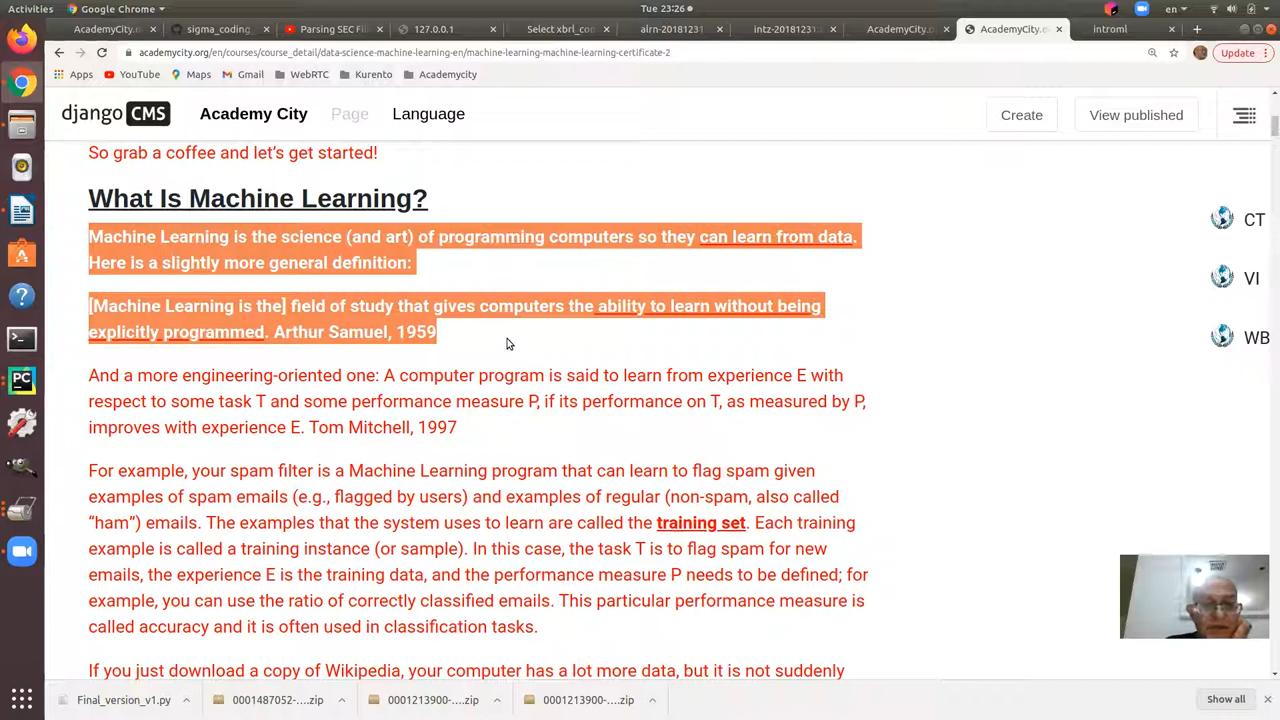 Activities
Google Chrome
Tue 23:26
en
AcademyCity.
sigma_coding_
Parsing SEC Fil
127.0.0.1
Select xbrl_co
alrn-20181231
intz-20181231.
AcademyCity.o
AcademyCity.o
introml
academycity.org/en/courses/course_detail/data-science-machine-learning-en/machine-learning-machine-learning-certificate-2
Update
Apps
YouTube
Maps
Gmail
WebRTC
Kurento
Academycity
django CMS
Academy City
Page
Language
Create
View published
So grab a coffee and let’s get started!
What Is Machine Learning?
Machine Learning is the science (and art) of programming computers so they can learn from data.
Here is a slightly more general definition:
[Machine Learning is the] field of study that gives computers the ability to learn without being
explicitly programmed. Arthur Samuel, 1959
And a more engineering-oriented one: A computer program is said to learn from experience E with
respect to some task T and some performance measure P, if its performance on T, as measured by P,
improves with experience E. Tom Mitchell, 1997
For example, your spam filter is a Machine Learning program that can learn to flag spam given
examples of spam emails (e.g., flagged by users) and examples of regular (non-spam, also called
“ham”) emails. The examples that the system uses to learn are called the training set. Each training
example is called a training instance (or sample). In this case, the task T is to flag spam for new
emails, the experience E is the training data, and the performance measure P needs to be defined; for
example, you can use the ratio of correctly classified emails. This particular performance measure is
called accuracy and it is often used in classification tasks.
If you just download a copy of Wikipedia, your computer has a lot more data, but it is not suddenly
CT
VI
WB
Final_version_v1.py
0001487052-....zip
0001213900-....zip
0001213900-....zip
Show all